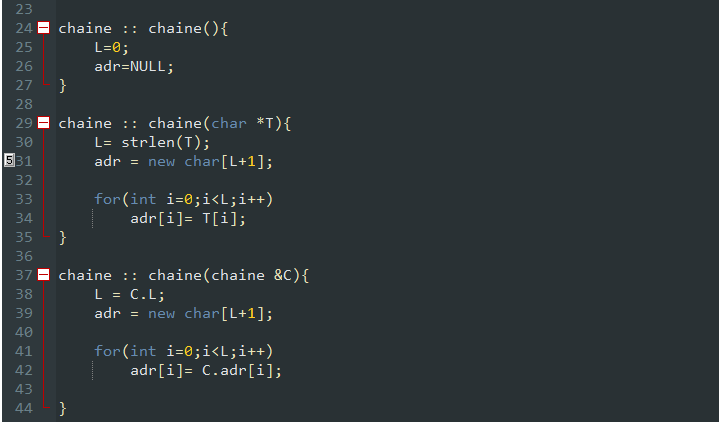 23
24 chaine :: chaine(){
25 L=0;
26 adr=NULL;
27 }
28
29 chaine :: chaine(char *T){
30 L= strlen(T);
5 31 adr = new char[L+1];
32
33 for(int i=0;i<L;i++)
34 adr[i]= T[i];
35 }
36
37 chaine :: chaine(chaine &C){
38 L = C.L;
39 adr = new char[L+1];
40
41 for(int i=0;i<L;i++)
42 adr[i]= C.adr[i];
43
44 }